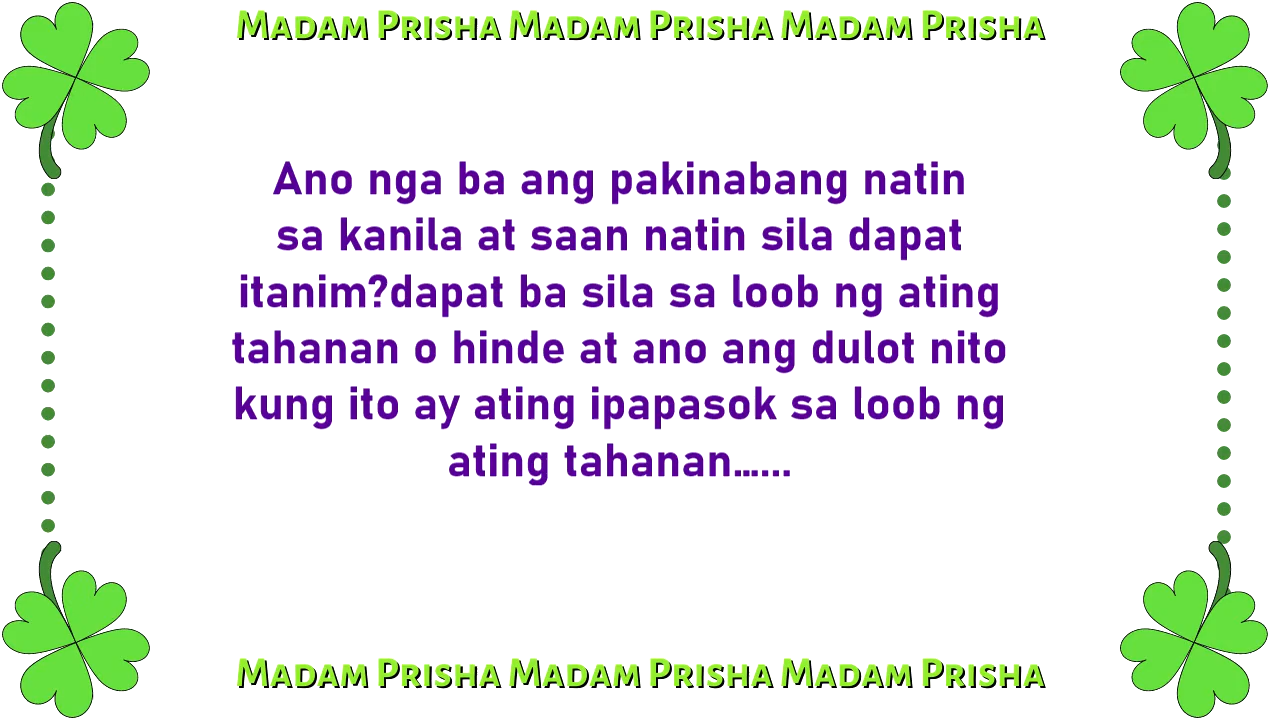 Madam Prisha Madam Prisha Madam Prisha
Ano nga ba ang pakinabang natin
sa kanila at saan natin sila dapat
itanim?dapat ba sila sa loob ng ating
tahanan o hinde at ano ang dulot nito
kung ito ay ating ipapasok sa loob ng
ating tahanan......
Madam Prisha Madam Prisha Madam Prisha